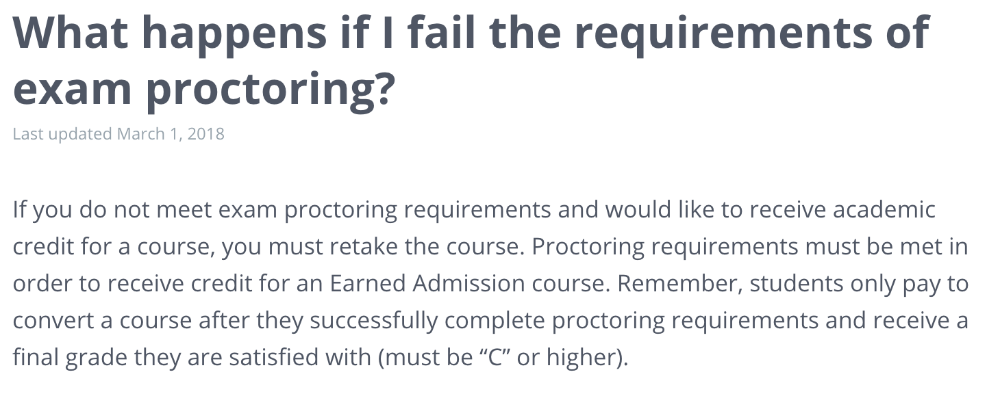 What happens if I fail the requirements of
exam proctoring?
Last updated March 1, 2018
If you do not meet exam proctoring requirements and would like to receive academic
credit for a course, you must retake the course. Proctoring requirements must be met in
order to receive credit for an Earned Admission course. Remember, students only pay to
convert a course after they successfully complete proctoring requirements and receive a
final grade they are satisfied with (must be “C” or higher).